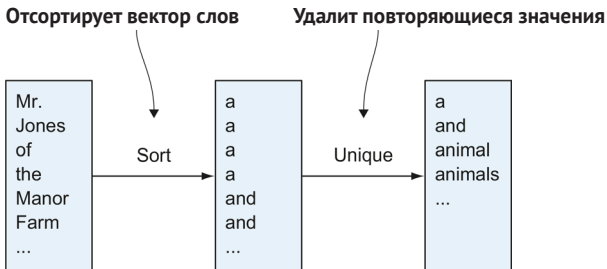 Отсортирует вектор слов
Удалит повторяющиеся значения
Mr.
Jones
of
the
Manor
Farm
...
Sort
a
a
a
a
and
and
...
Unique
a
and
animal
animals
...